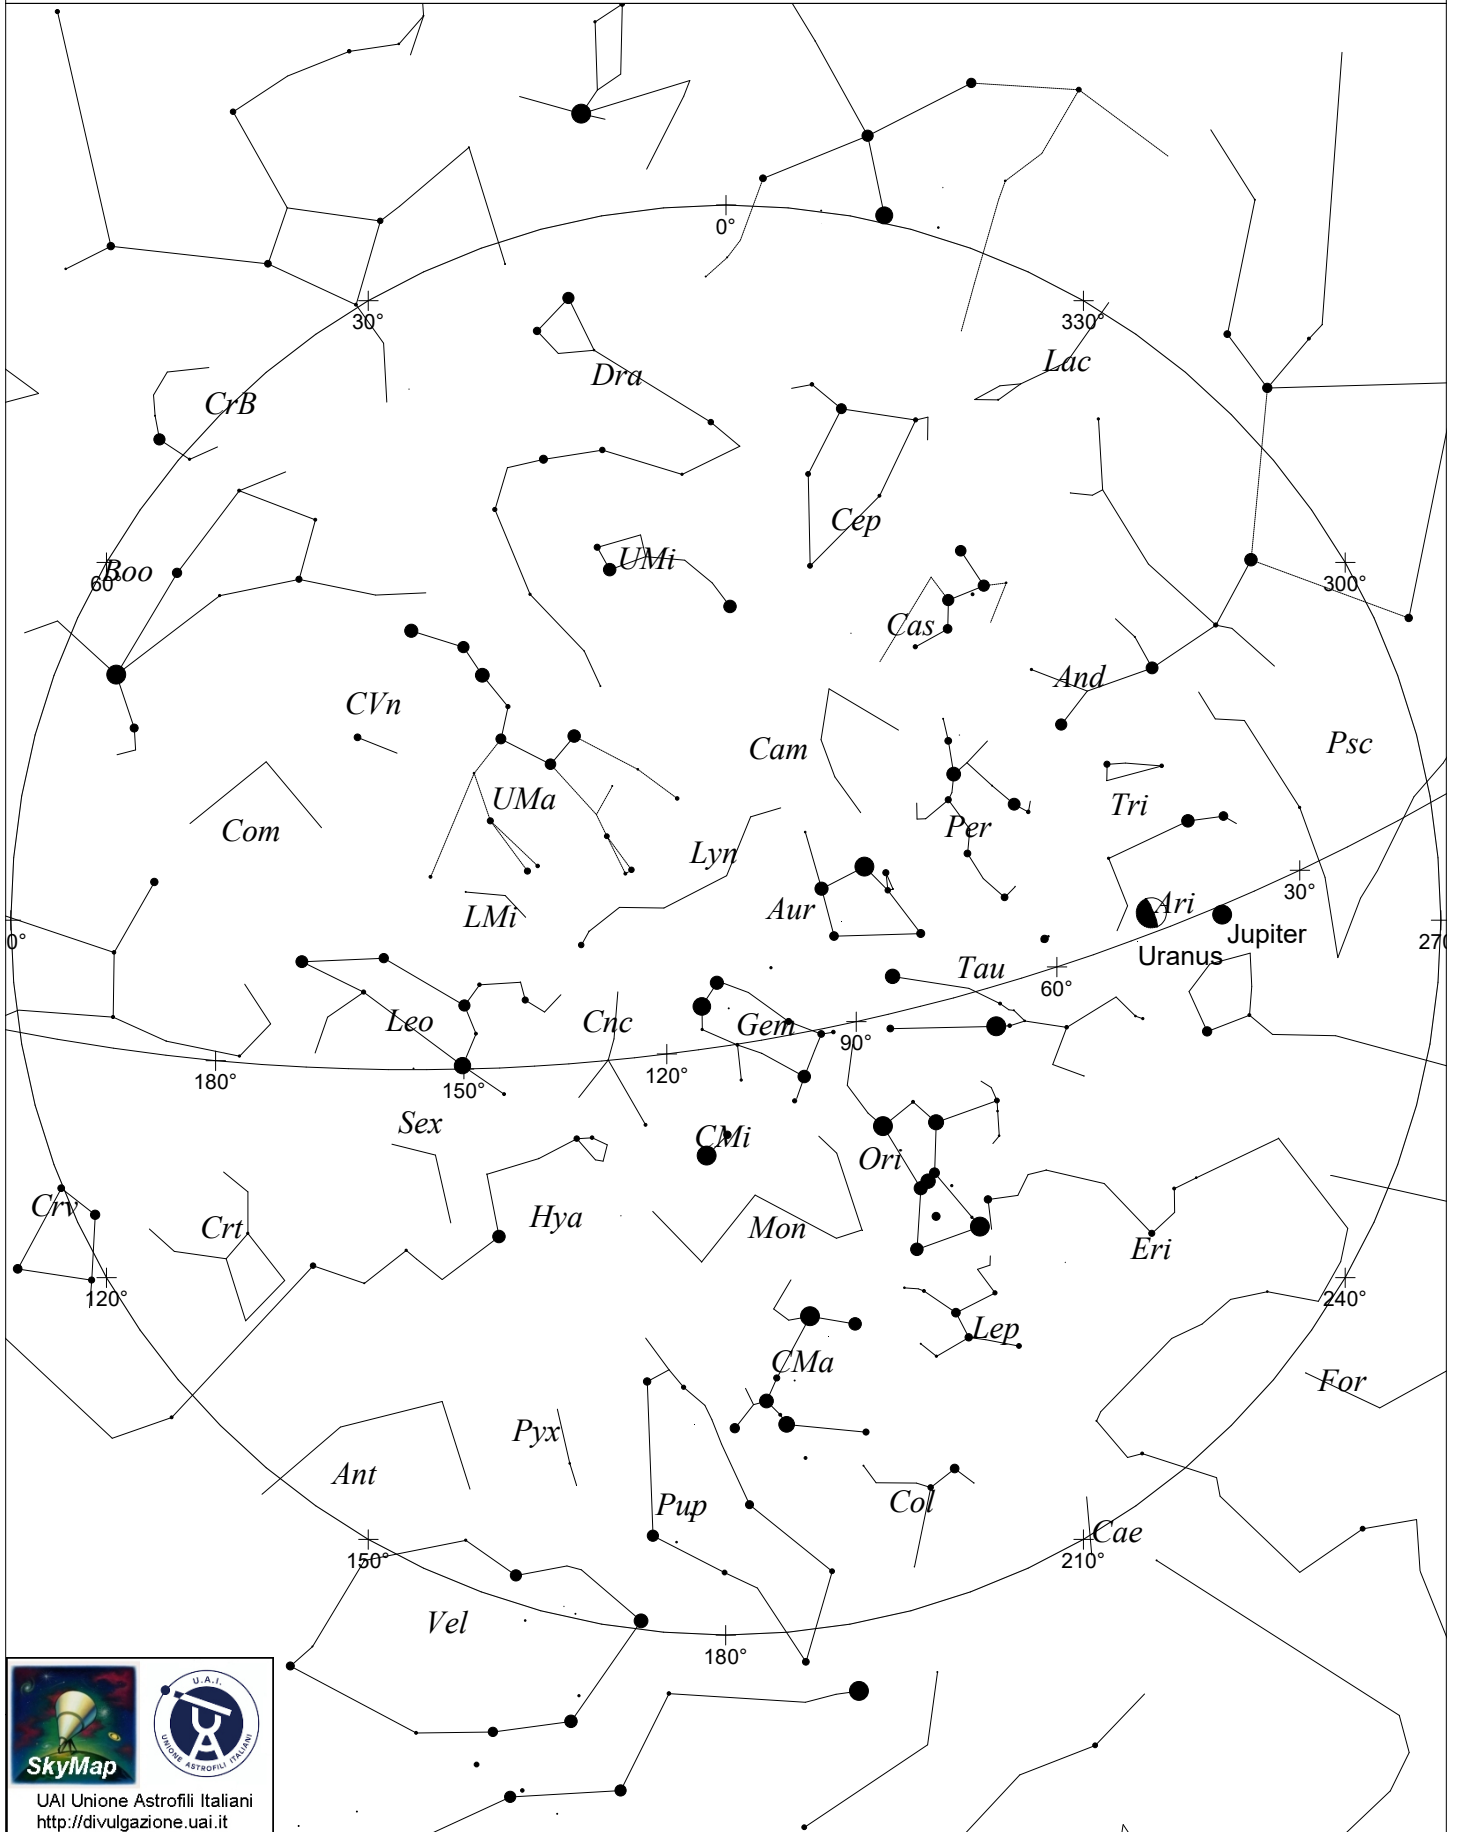 0°
30°
330°
Lac
Dra
CrB
Cep
UMi
Boo
60°
300°
Cas
And
CVn
Psc
Cam
UMa
Tri
Com
Per
Lyn
30°
Ari
Aur
LMi
Jupiter
0°
270
Uranus
Tau
60°
Leo
Cnc
Gem
90°
120°
180°
150°
Sex
CMi
Ori
Crv
Crt
Hya
Mon
Eri
120°
240°
Lep
CMa
For
Pyx
Ant
Pup
Col
Cae
150°
210°
Vel
180°
U.A.I.
UNIONE ASTROFILI ITALIANI
SkyMap
UAI Unione Astrofili Italiani
http://divulgazione.uai.it